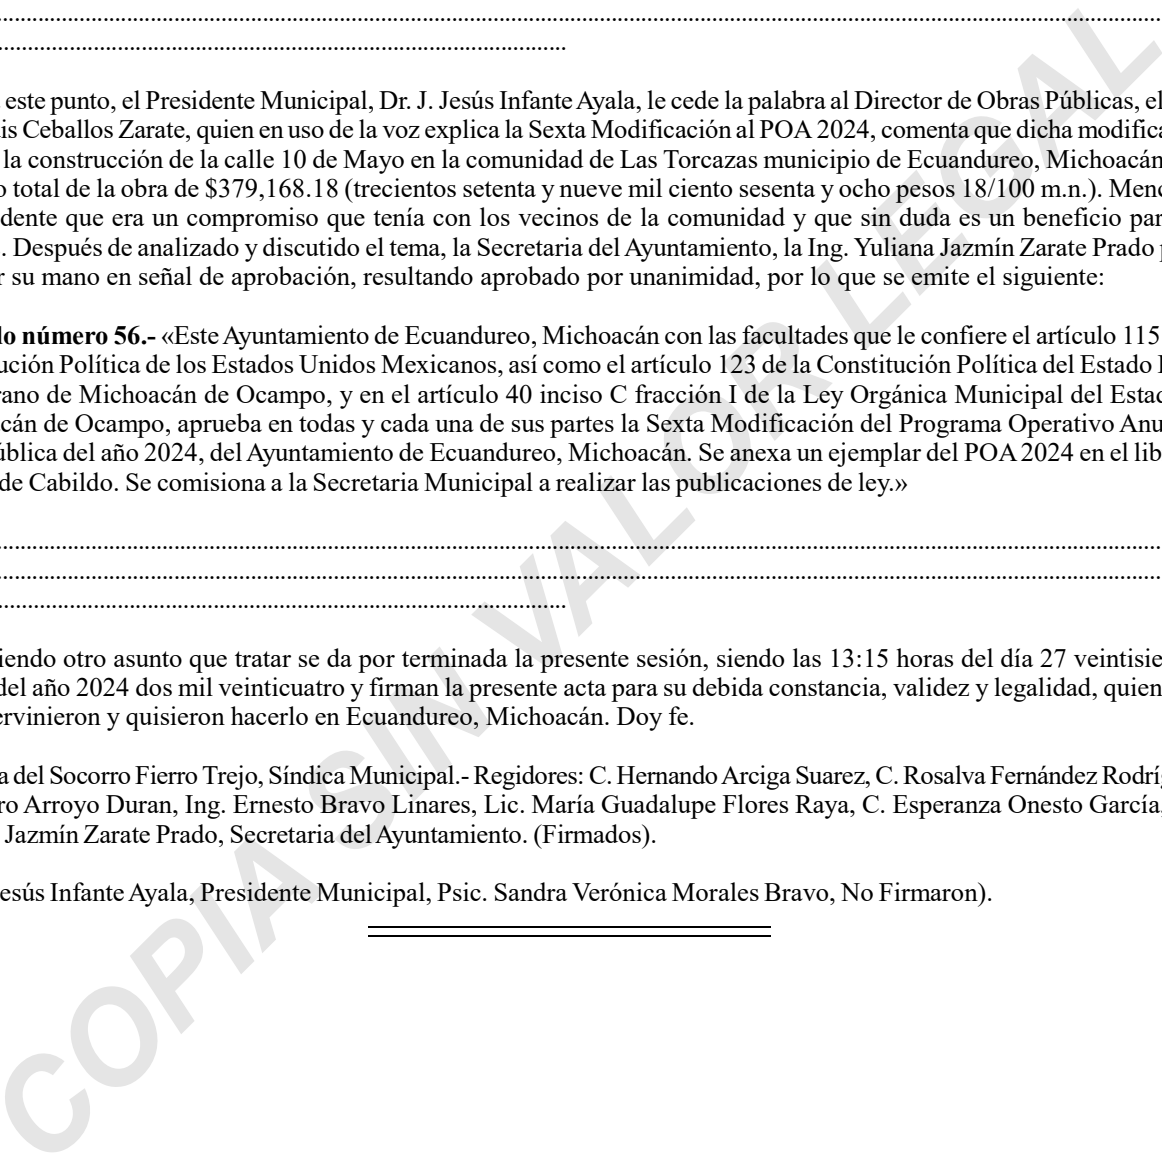 este punto, el Presidente Municipal, Dr. J. Jesús Infante Ayala, le cede la palabra al Director de Obras Públicas, el
is Ceballos Zarate, quien en uso de la voz explica la Sexta Modificación al POA 2024, comenta que dicha modifica
la construcción de la calle 10 de Mayo en la comunidad de Las Torcazas municipio de Ecuandureo, Michoacán
o total de la obra de $379,168.18 (trecientos setenta y nueve mil ciento sesenta y ocho pesos 18/100 m.n.). Menc
dente que era un compromiso que tenía con los vecinos de la comunidad y que sin duda es un beneficio par
. Después de analizado y discutido el tema, la Secretaria del Ayuntamiento, la Ing. Yuliana Jazmín Zarate Prado
r su mano en señal de aprobación, resultando aprobado por unanimidad, por lo que se emite el siguiente:
lo número 56.- «Este Ayuntamiento de Ecuandureo, Michoacán con las facultades que le confiere el artículo 115
ución Política de los Estados Unidos Mexicanos, así como el artículo 123 de la Constitución Política del Estado
rano de Michoacán de Ocampo, y en el artículo 40 inciso C fracción I de la Ley Orgánica Municipal del Estad
cán de Ocampo, aprueba en todas y cada una de sus partes la Sexta Modificación del Programa Operativo Anu
ública del año 2024, del Ayuntamiento de Ecuandureo, Michoacán. Se anexa un ejemplar del POA 2024 en el lib
de Cabildo. Se comisiona a la Secretaria Municipal a realizar las publicaciones de ley.»
iendo otro asunto que tratar se da por terminada la presente sesión, siendo las 13:15 horas del día 27 veintisie
del año 2024 dos mil veinticuatro y firman la presente acta para su debida constancia, validez y legalidad, quien
ervinieron y quisieron hacerlo en Ecuandureo, Michoacán. Doy fe.
a del Socorro Fierro Trejo, Síndica Municipal.- Regidores: C. Hernando Arciga Suarez, C. Rosalva Fernández Rodríg
ro Arroyo Duran, Ing. Ernesto Bravo Linares, Lic. María Guadalupe Flores Raya, C. Esperanza Onesto García,
Jazmín Zarate Prado, Secretaria del Ayuntamiento. (Firmados).
esús Infante Ayala, Presidente Municipal, Psic. Sandra Verónica Morales Bravo, No Firmaron).
COPIA SIN VALOR LEGAL